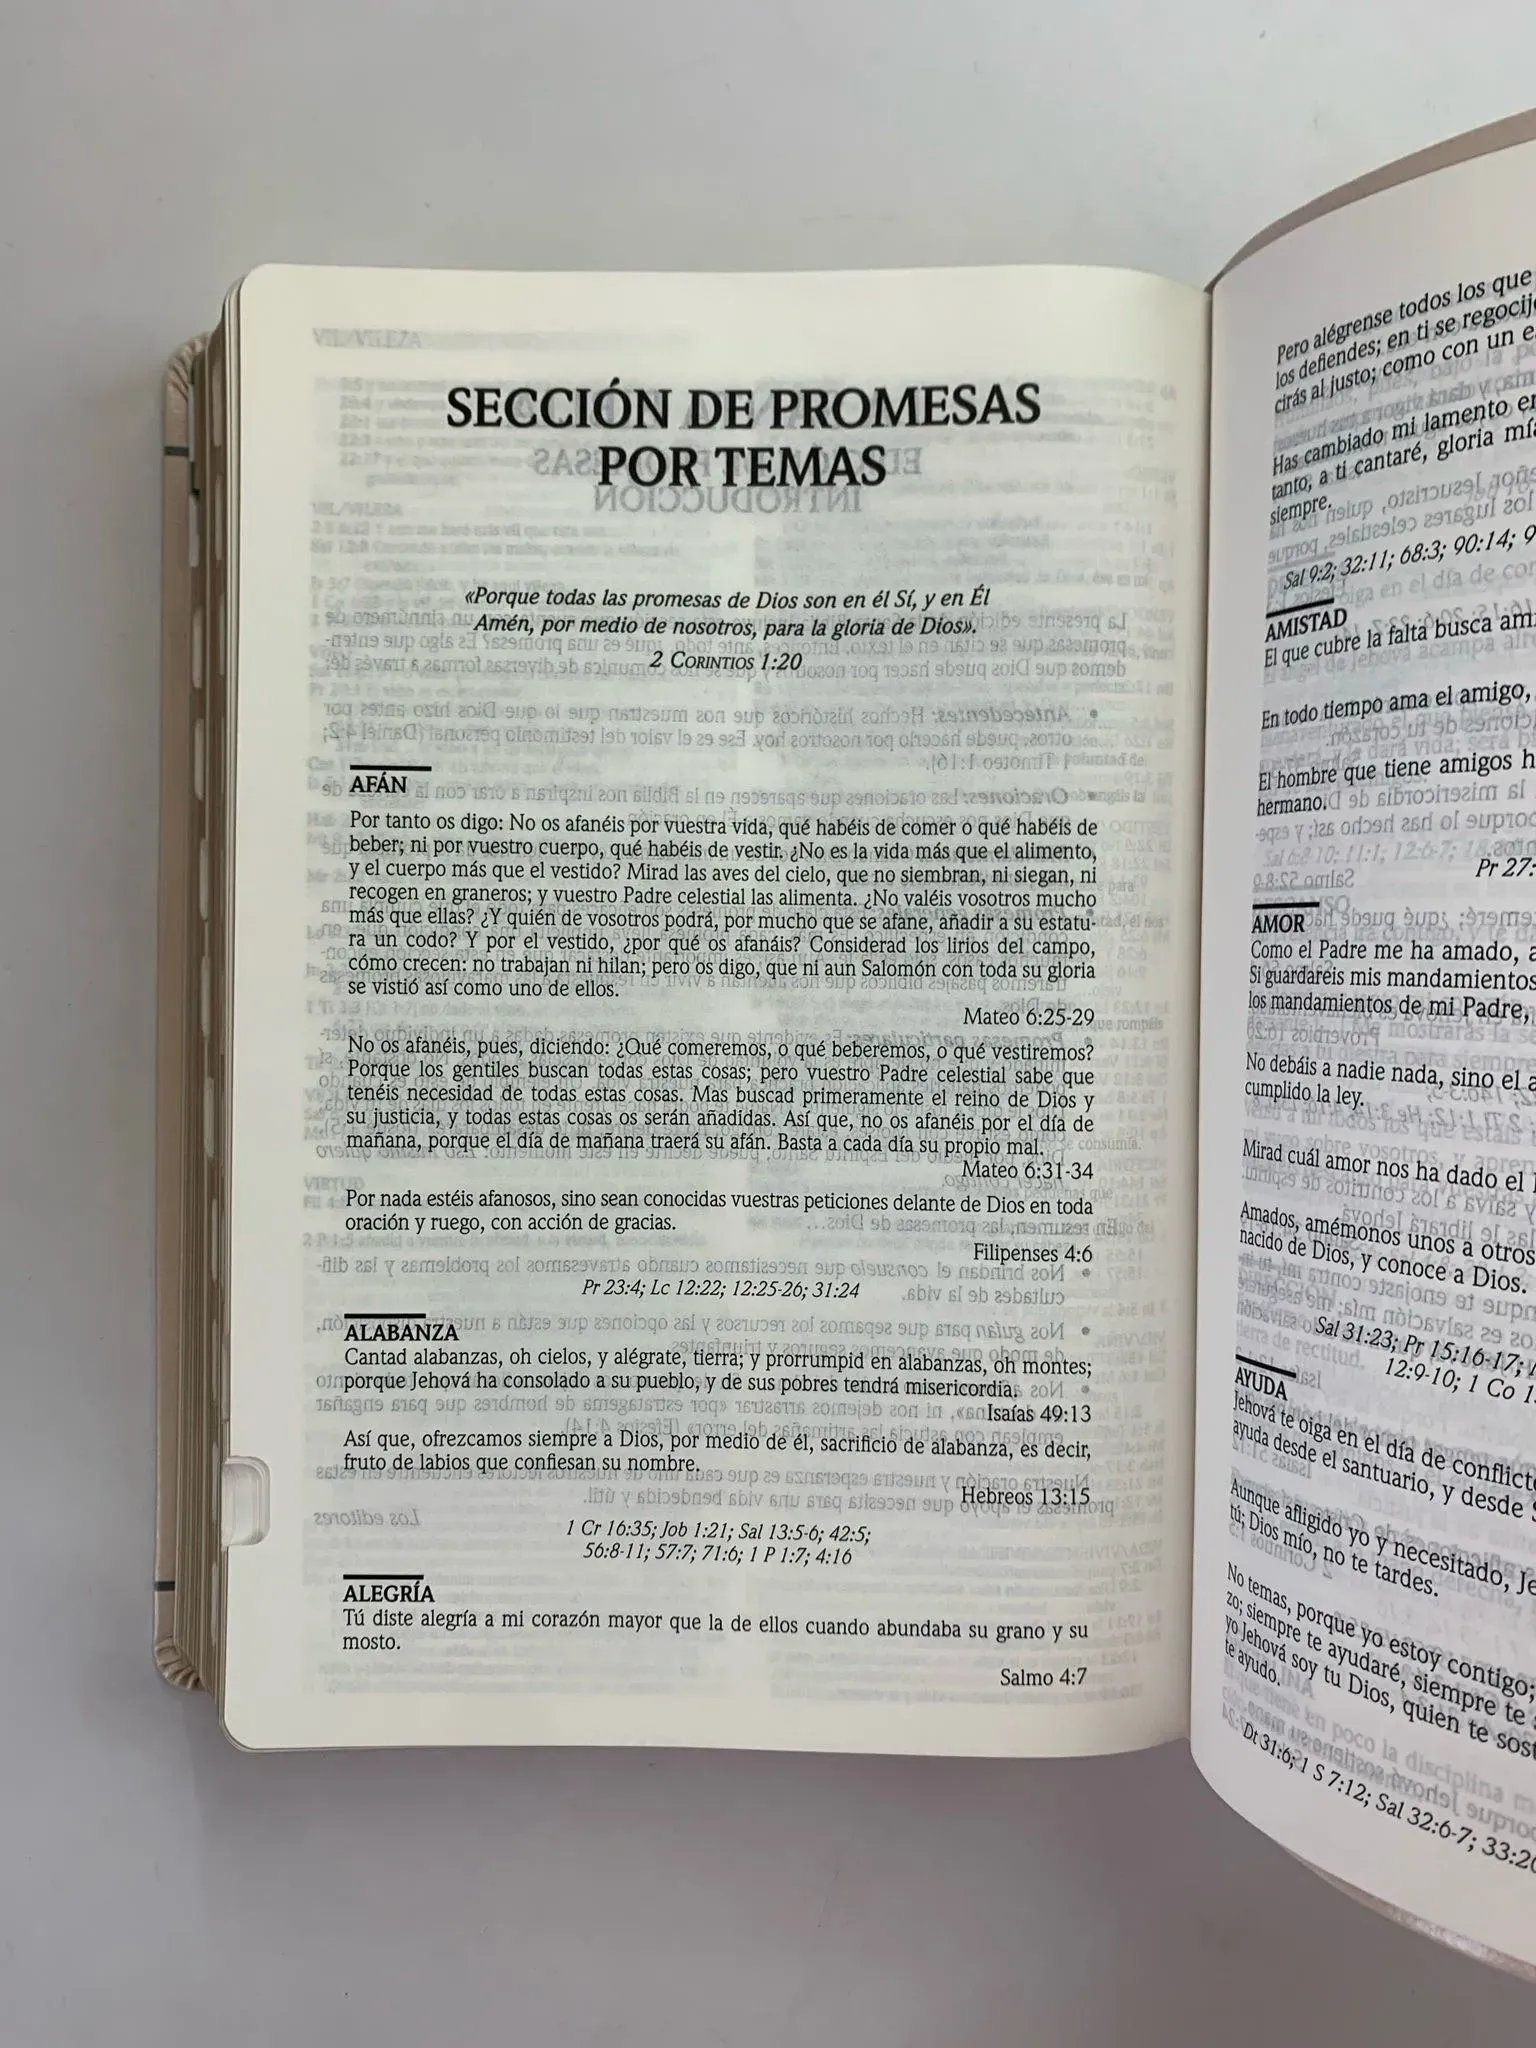 SECCIÓN DE PROMESAS
POR TEMAS
«Porque todas las promesas de Dios son en él Sí, y en Él
Amén, por medio de nosotros, para la gloria de Dios».
2 CORINTIOS 1:20
AFÁN
Por tanto os digo: No os afanéis por vuestra vida, qué habéis de comer o qué habéis de
beber; ni por vuestro cuerpo, qué habéis de vestir. ¿No es la vida más que el alimento,
y el cuerpo más que el vestido? Mirad las aves del cielo, que no siembran, ni siegan, ni
recogen en graneros; y vuestro Padre celestial las alimenta. ¿No valéis vosotros mucho
más que ellas? ¿Y quién de vosotros podrá, por mucho que se afane, añadir a su estatu-
ra un codo? Y por el vestido, ¿por qué os afanáis? Considerad los lirios del campo,
cómo crecen: no trabajan ni hilan; pero os digo, que ni aun Salomón con toda su gloria
se vistió así como uno de ellos.
Mateo 6:25-29
No os afanéis, pues, diciendo: ¿Qué comeremos, o qué beberemos, o qué vestiremos?
Porque los gentiles buscan todas estas cosas; pero vuestro Padre celestial sabe que
tenéis necesidad de todas estas cosas. Mas buscad primeramente el reino de Dios y
su justicia, y todas estas cosas os serán añadidas. Así que, no os afanéis por el día de
mañana, porque el día de mañana traerá su afán. Basta a cada día su propio mal.
Mateo 6:31-34
Por nada estéis afanosos, sino sean conocidas vuestras peticiones delante de Dios en toda
oración y ruego, con acción de gracias.
Filipenses 4:6
Pr 23:4; Lc 12:22; 12:25-26; 31:24
ALABANZA
Cantad alabanzas, oh cielos, y alégrate, tierra; y prorrumpid en alabanzas, oh montes;
porque Jehová ha consolado a su pueblo, y de sus pobres tendrá misericordia.
Isaías 49:13
Así que, ofrezcamos siempre a Dios, por medio de él, sacrificio de alabanza, es decir,
fruto de labios que confiesan su nombre.
Hebreos 13:15
1 Cr 16:35; Job 1:21; Sal 13:5-6; 42:5;
56:8-11; 57:7; 71:6; 1 P 1:7; 4:16
ALEGRÍA
Tú diste alegría a mi corazón mayor que la de ellos cuando abundaba su grano y su
mosto.
Salmo 4:7
Pero alégrense todos los que
los defiendes; en ti se regocij
cirás al justo; como con un
Has cambiado mi lamento
tanto, a ti cantaré, gloria
siempre.
Sal 9:2; 32:11; 68:3; 90:14;
AMISTAD
El que cubre la falta busca
En todo tiempo ama el amigo,
El hombre que tiene amigos
hermano.
Pr 27:
AMOR
Como el Padre me ha amado,
Si guardareis mis mandamientos
los mandamientos de mi Padre,
No debáis a nadie nada, sino el
cumplido la ley.
Mirad cuál amor nos ha dado el
Amados, amémonos unos a otros
nacido de Dios, y conoce a Dios.
Sal 31:23; Pr 15:16-17;
12:9-10; 1 Co
AYUDA
Jehová te oiga en el día de conflict
ayuda desde el santuario, y desde
Aunque afligido yo y necesitado,
tú; Dios mío, no te tardes.
No temas, porque yo estoy contigo;
zo; siempre te ayudaré, siempre te
yo Jehová soy tu Dios, quien te
te ayudo.
Dt 31:6; 1 S 7:12; Sal 32:6-7; 33:20